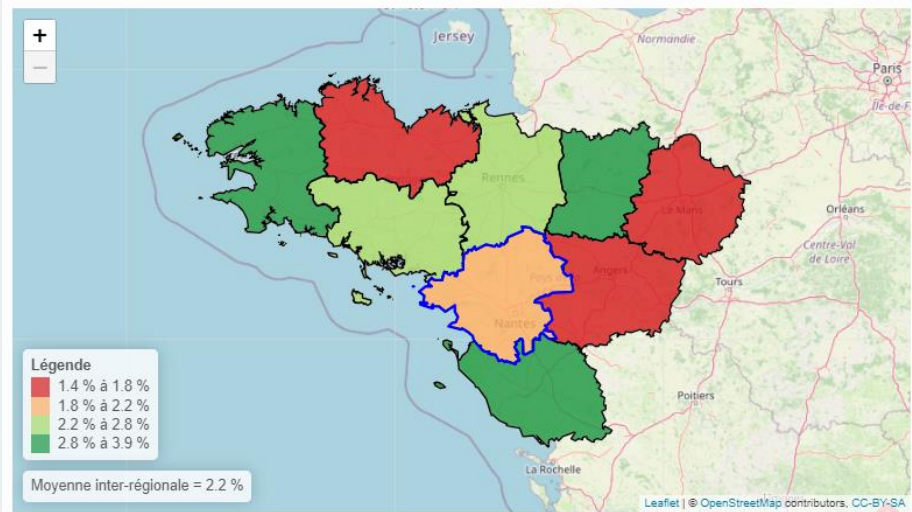 +
−
Jersey
Normandie
Paris
Île-de-F
Rennes
Le Mans
Orléans
Centre-Val
de Loire
Angers
Tours
Nantes
Poitiers
La Rochelle
Légende
1.4 % à 1.8 %
1.8 % à 2.2 %
2.2 % à 2.8 %
2.8 % à 3.9 %
Moyenne inter-régionale = 2.2 %
Leaflet | © OpenStreetMap contributors, CC-BY-SA